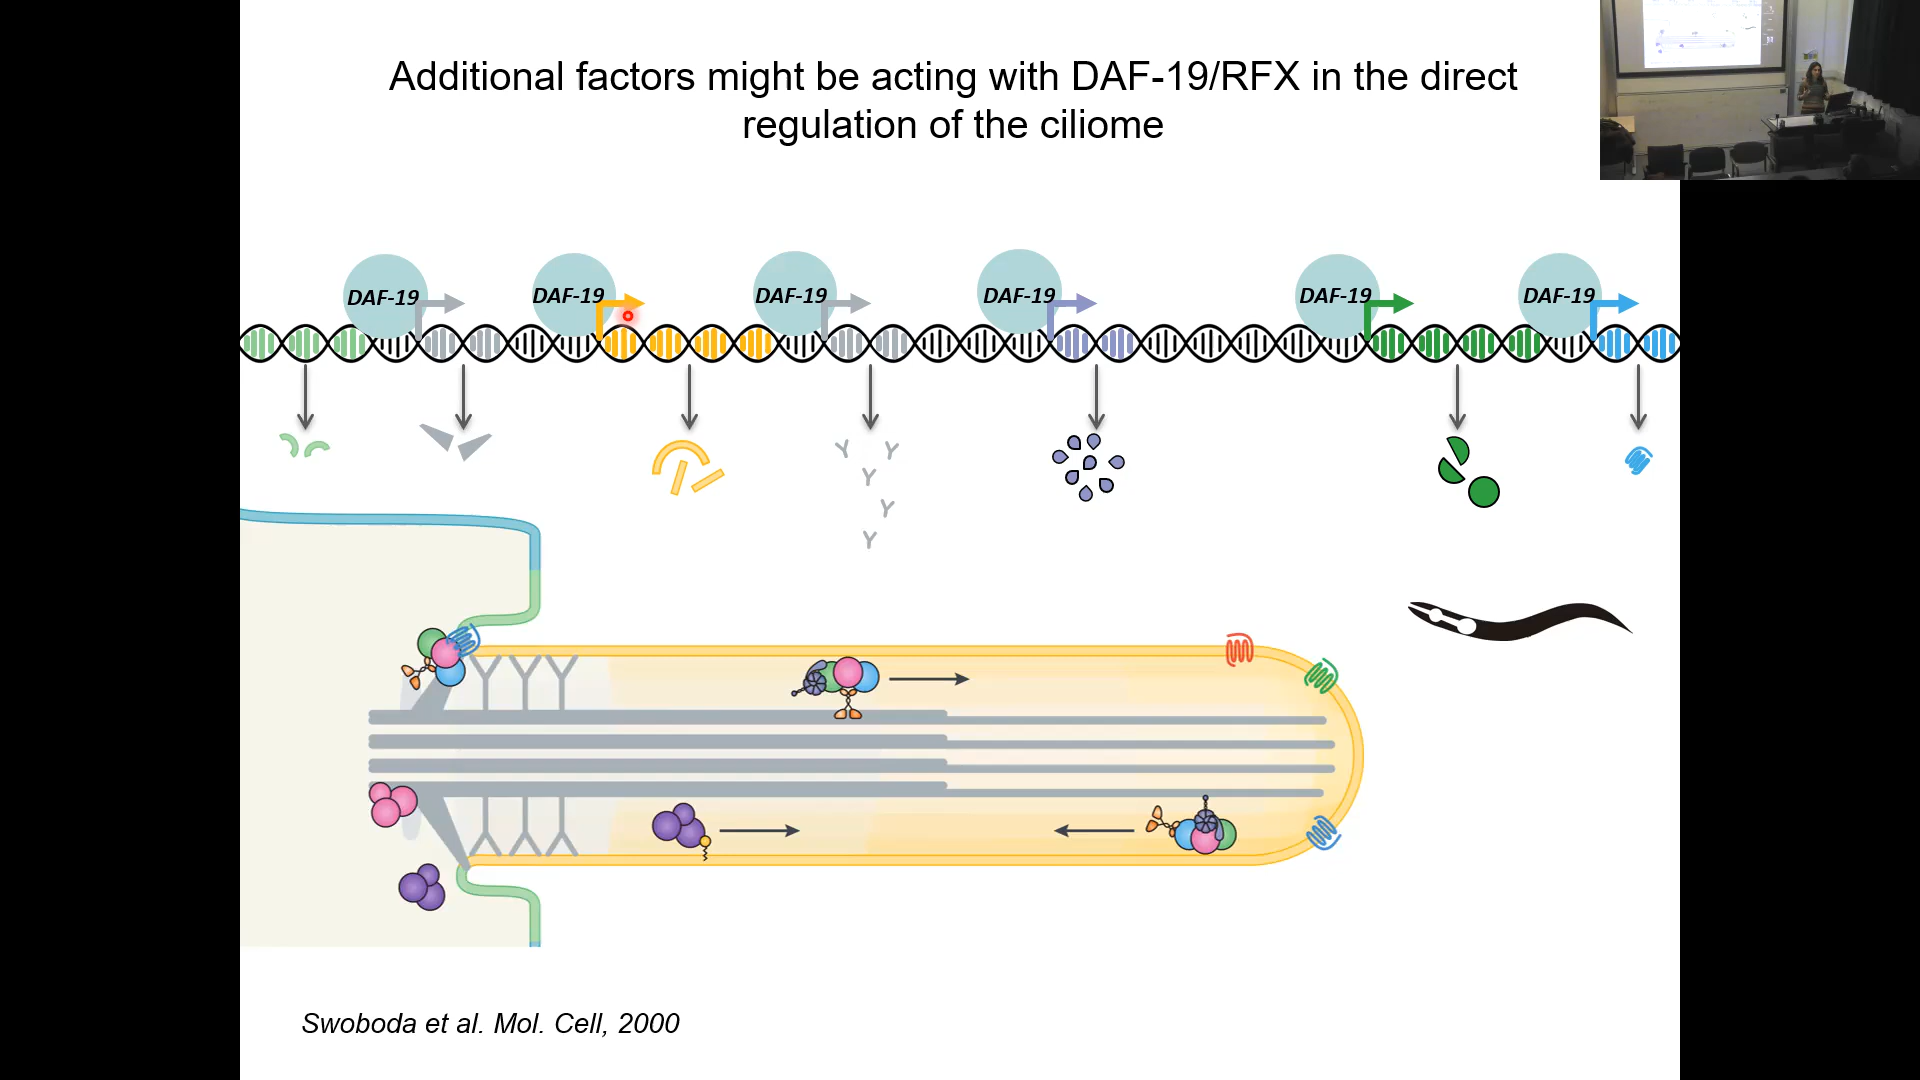 Additional factors might be acting with DAF-19/RFX in the direct
regulation of the ciliome
DAF-19 DAF-19 DAF-19 DAF-19 DAF-19 DAF-19
Swoboda et al. Mol. Cell, 2000